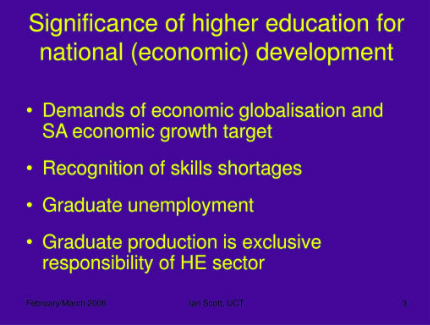 Significance of higher education for
national (economic) development
• Demands of economic globalisation and
SA economic growth target
• Recognition of skills shortages
• Graduate unemployment
• Graduate production is exclusive
responsibility of HE sector
February/March 2006
Ian Scott, UCT
3